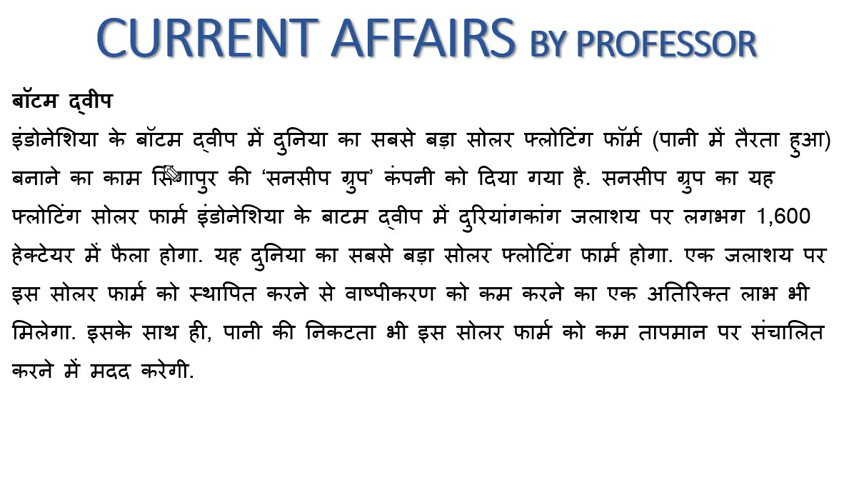 CURRENT AFFAIRS BY PROFESSOR
बॉटम द्वीप
इंडोनेशिया के बॉटम द्वीप में दुनिया का सबसे बड़ा सोलर फ्लोटिंग फॉर्म (पानी में तैरता हुआ)
बनाने का काम सिंगापुर की ‘सनसीप ग्रुप’ कंपनी को दिया गया है. सनसीप ग्रुप का यह
फ्लोटिंग सोलर फार्म इंडोनेशिया के बाटम द्वीप में दुरियांगकांग जलाशय पर लगभग 1,600
हेक्टेयर में फैला होगा. यह दुनिया का सबसे बड़ा सोलर फ्लोटिंग फार्म होगा. एक जलाशय पर
इस सोलर फार्म को स्थापित करने से वाष्पीकरण को कम करने का एक अतिरिक्त लाभ भी
मिलेगा. इसके साथ ही, पानी की निकटता भी इस सोलर फार्म को कम तापमान पर संचालित
करने में मदद करेगी.